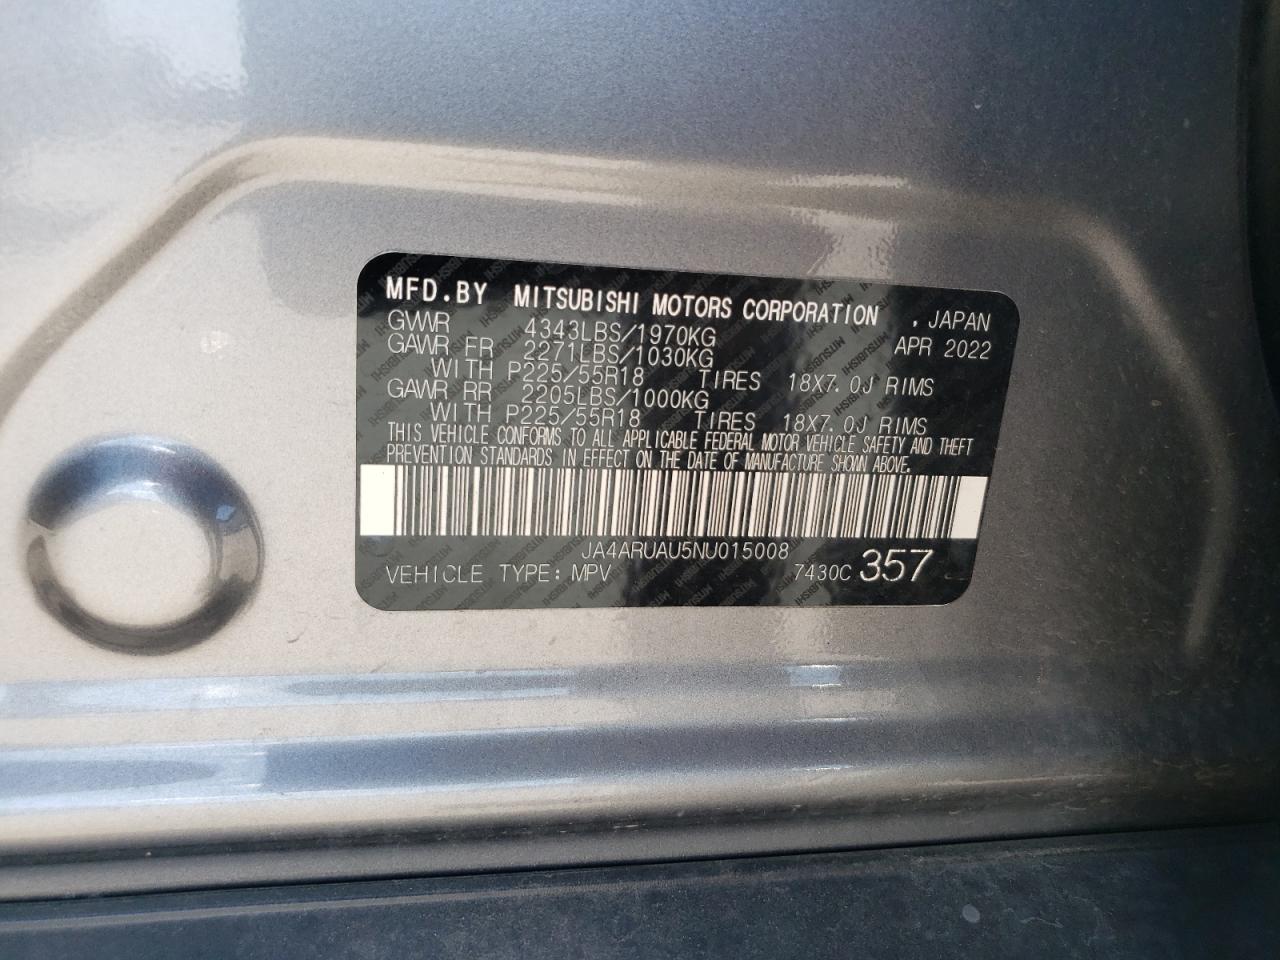 MFD.BY MITSUBISHI MOTORS CORPORATION , JAPAN
GVWR 4343LBS/1970KG APR 2022
GAWR FR 2271LBS/1030KG
WITH P225/55R18 TIRES 18X7.0J RIMS
GAWR RR 2205LBS/1000KG
WITH P225/55R18 TIRES 18X7.0J RIMS
THIS VEHICLE CONFORMS TO ALL APPLICABLE FEDERAL MOTOR VEHICLE SAFETY AND THEFT
PREVENTION STANDARDS IN EFFECT ON THE DATE OF MANUFACTURE SHOWN ABOVE.
JA4ARUAU5NU015008
VEHICLE TYPE: MPV 7430C 357